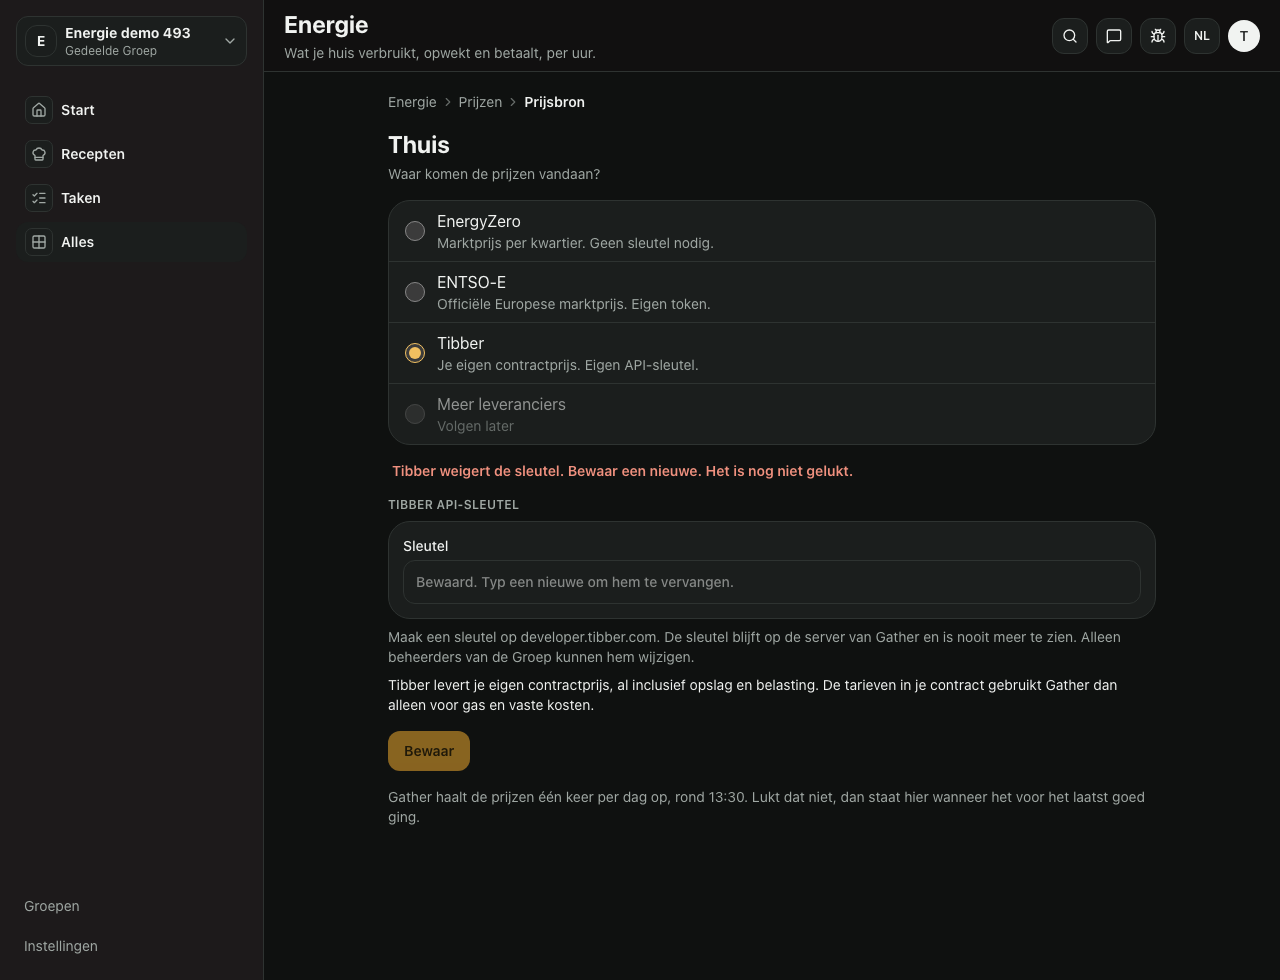 E
Energie demo 493
Gedeelde Groep
Start
Recepten
Taken
Alles
Groepen
Instellingen
Energie
Wat je huis verbruikt, opwekt en betaalt, per uur.
NL
T
Energie > Prijzen > Prijsbron
Thuis
Waar komen de prijzen vandaan?
EnergyZero
Marktprijs per kwartier. Geen sleutel nodig.
ENTSO-E
Officiële Europese marktprijs. Eigen token.
Tibber
Je eigen contractprijs. Eigen API-sleutel.
Meer leveranciers
Volgen later
Tibber weigert de sleutel. Bewaar een nieuwe. Het is nog niet gelukt.
TIBBER API-SLEUTEL
Sleutel
Bewaard. Typ een nieuwe om hem te vervangen.
Maak een sleutel op developer.tibber.com. De sleutel blijft op de server van Gather en is nooit meer te zien. Alleen
beheerders van de Groep kunnen hem wijzigen.
Tibber levert je eigen contractprijs, al inclusief opslag en belasting. De tarieven in je contract gebruikt Gather dan
alleen voor gas en vaste kosten.
Bewaar
Gather haalt de prijzen één keer per dag op, rond 13:30. Lukt dat niet, dan staat hier wanneer het voor het laatst goed
ging.